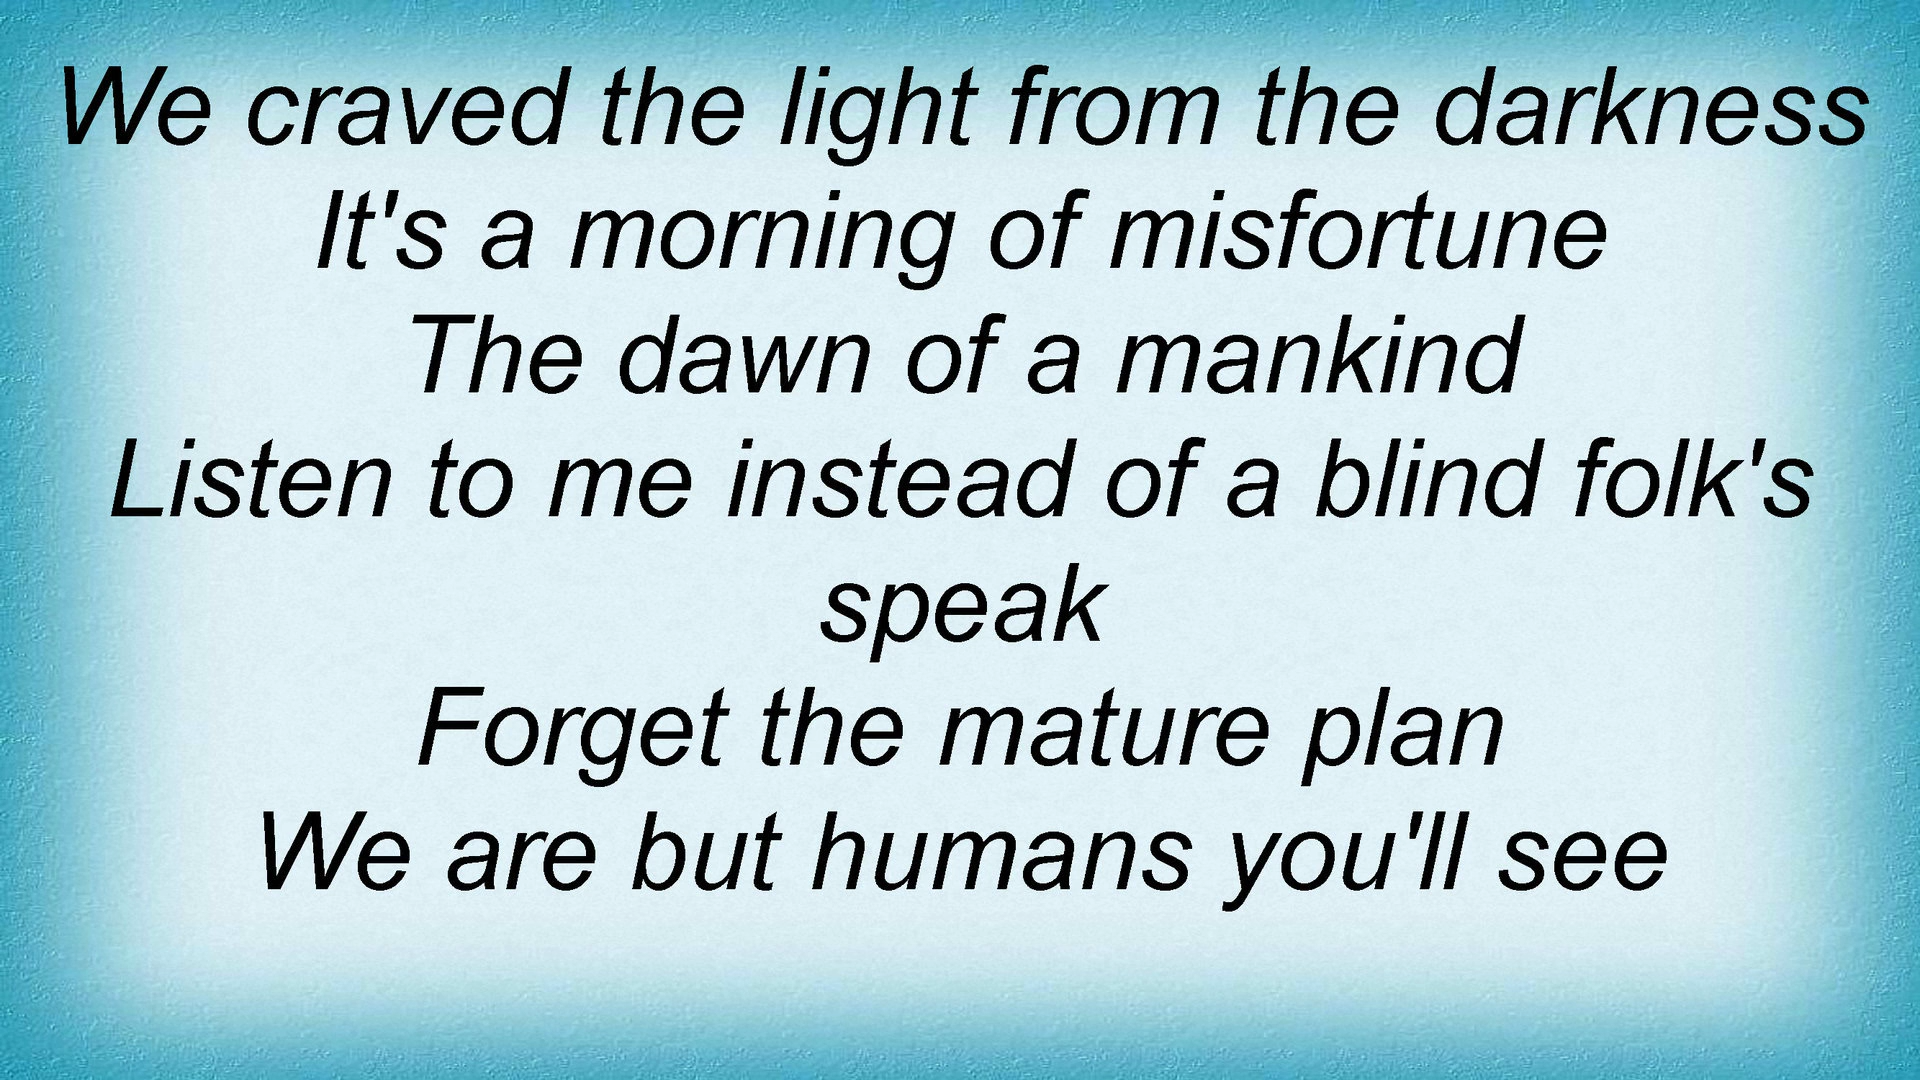 We craved the light from the darkness
It's a morning of misfortune
The dawn of a mankind
Listen to me instead of a blind folk's
speak
Forget the mature plan
We are but humans you'll see